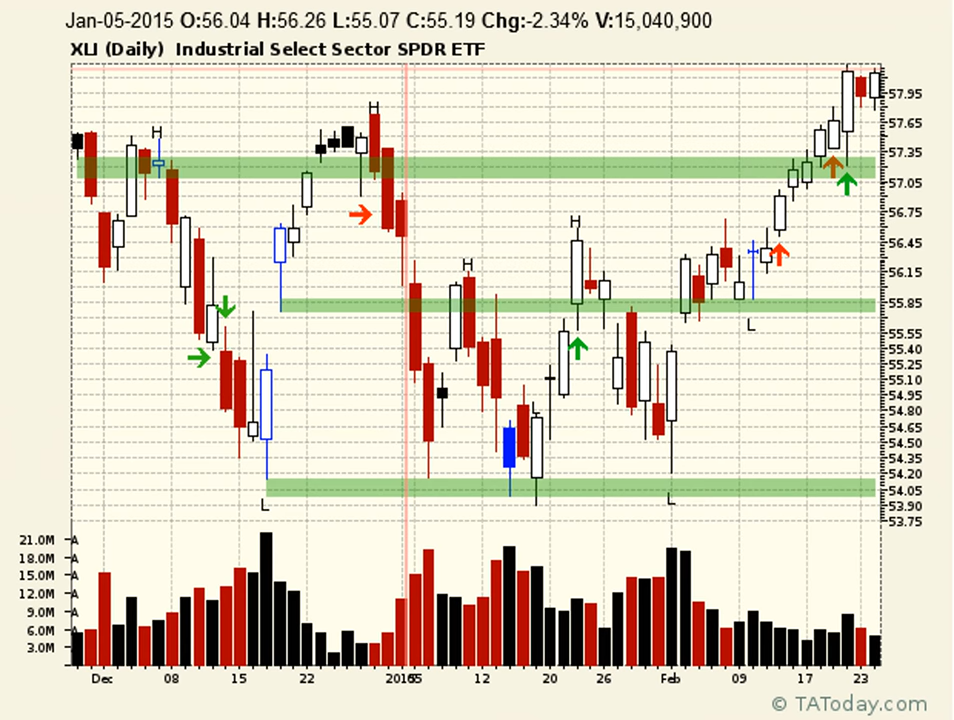 Jan-05-2015 O:56.04 H:56.26 L:55.07 C:55.19 Chg:-2.34% V:15,040,900
XLI (Daily) Industrial Select Sector SPDR ETF
H
H
H
H
L
L
L
L
57.95
57.65
57.35
57.05
56.75
56.45
56.15
55.85
55.55
55.40
55.25
55.10
54.95
54.80
54.65
54.50
54.35
54.20
54.05
53.90
53.75
21.0M A
18.0M A
15.0M A
12.0M A
9.0M A
6.0M A
3.0M A
Dec 08 15 22 2015 12 20 26 Feb 09 17 23
© TAToday.com